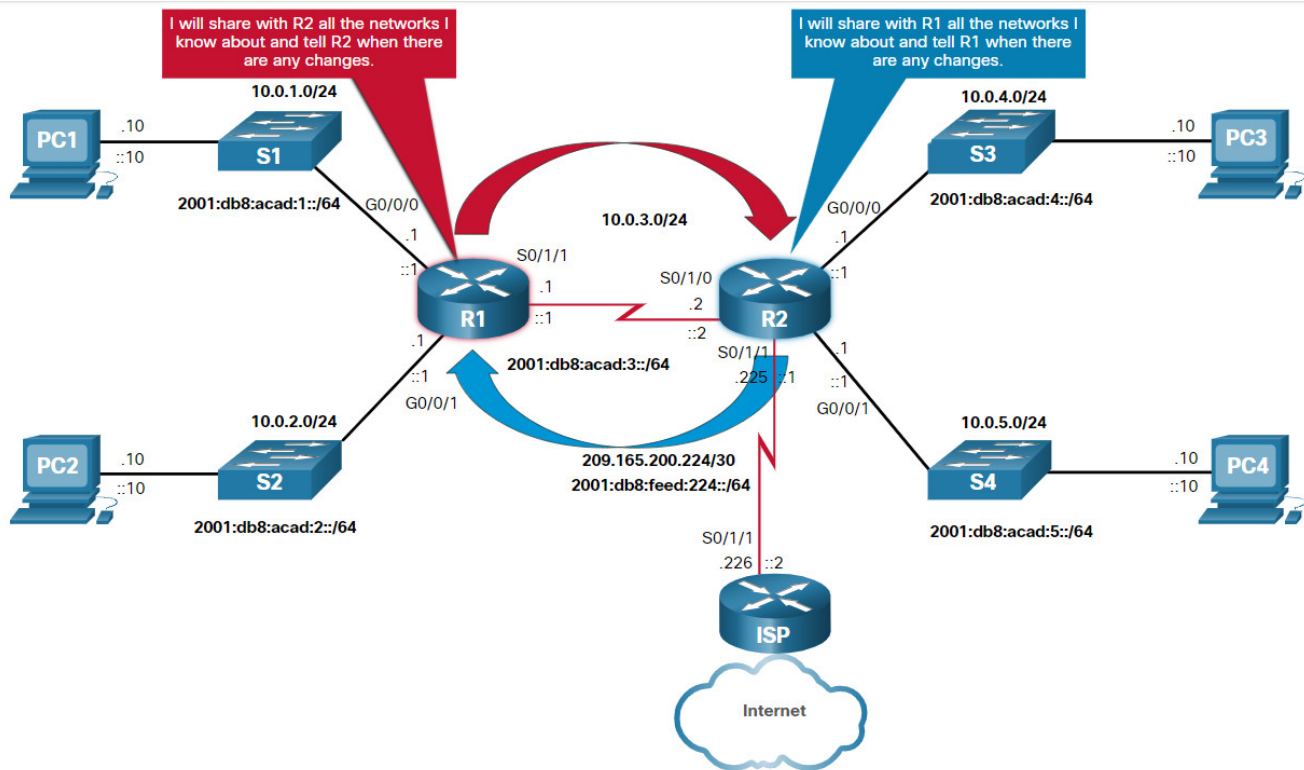 I will share with R2 all the networks I
know about and tell R2 when there
are any changes.
I will share with R1 all the networks I
know about and tell R1 when there
are any changes.
10.0.1.0/24
PC1
.10
::10
S1
2001:db8:acad:1::/64
G0/0/0
.1
::1
10.0.4.0/24
S3
.10
::10
PC3
2001:db8:acad:4::/64
G0/0/0
.1
::1
10.0.3.0/24
S0/1/1
.1
::1
R1
S0/1/0
.2
::2
R2
2001:db8:acad:3::/64
.1
::1
G0/0/1
S0/1/1
.225
::1
.1
::1
G0/0/1
10.0.2.0/24
PC2
.10
::10
S2
2001:db8:acad:2::/64
209.165.200.224/30
2001:db8:feed:224::/64
10.0.5.0/24
S4
.10
::10
PC4
2001:db8:acad:5::/64
S0/1/1
.226
::2
ISP
Internet